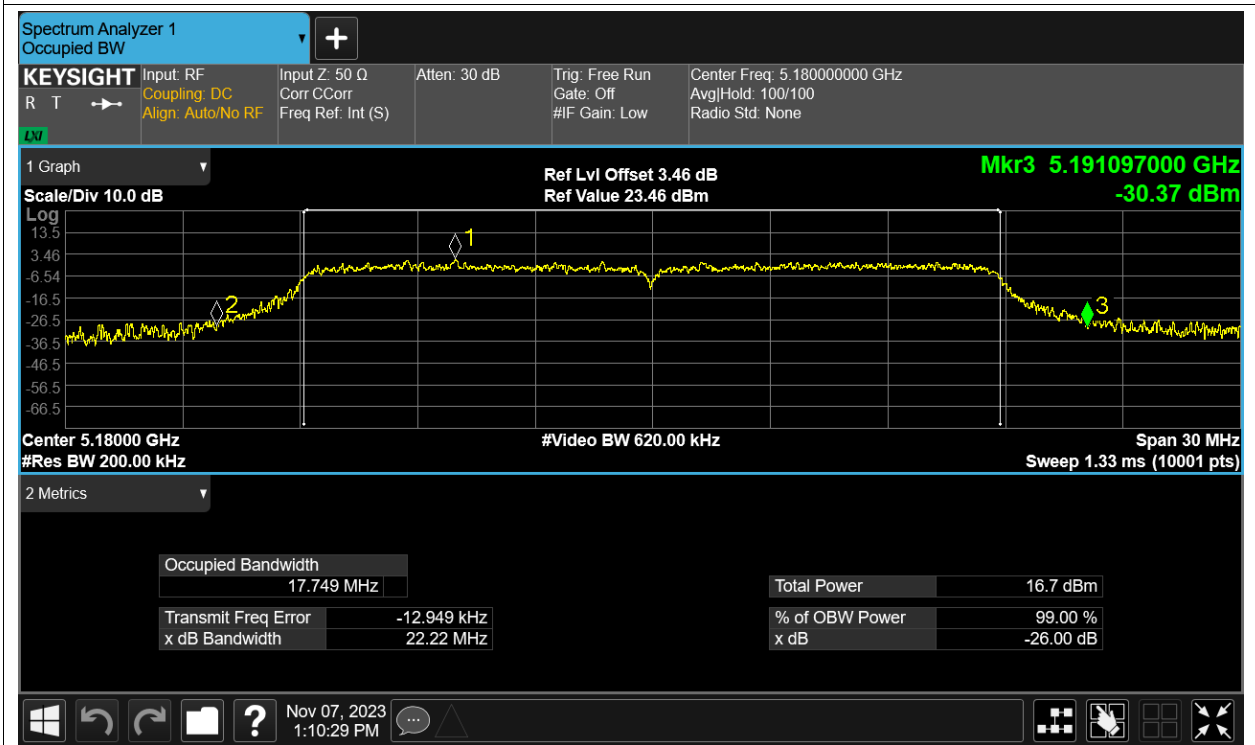 Spectrum Analyzer 1
Occupied BW
KEYSIGHT
R T
LXI
Input: RF
Coupling: DC
Align: Auto/No RF
Input Z: 50 Ω
Corr CCorr
Freq Ref: Int (S)
Atten: 30 dB
Trig: Free Run
Gate: Off
#IF Gain: Low
Center Freq: 5.180000000 GHz
Avg|Hold: 100/100
Radio Std: None
1 Graph
Scale/Div 10.0 dB
Ref Lvl Offset 3.46 dB
Ref Value 23.46 dBm
Mkr3 5.191097000 GHz
-30.37 dBm
Log
13.5
3.46
-6.54
-16.5
-26.5
-36.5
-46.5
-56.5
-66.5
1
2
3
Center 5.18000 GHz
#Res BW 200.00 kHz
#Video BW 620.00 kHz
Span 30 MHz
Sweep 1.33 ms (10001 pts)
2 Metrics
Occupied Bandwidth
17.749 MHz
Transmit Freq Error -12.949 kHz
x dB Bandwidth 22.22 MHz
Total Power 16.7 dBm
% of OBW Power 99.00 %
x dB -26.00 dB
?
Nov 07, 2023
1:10:29 PM